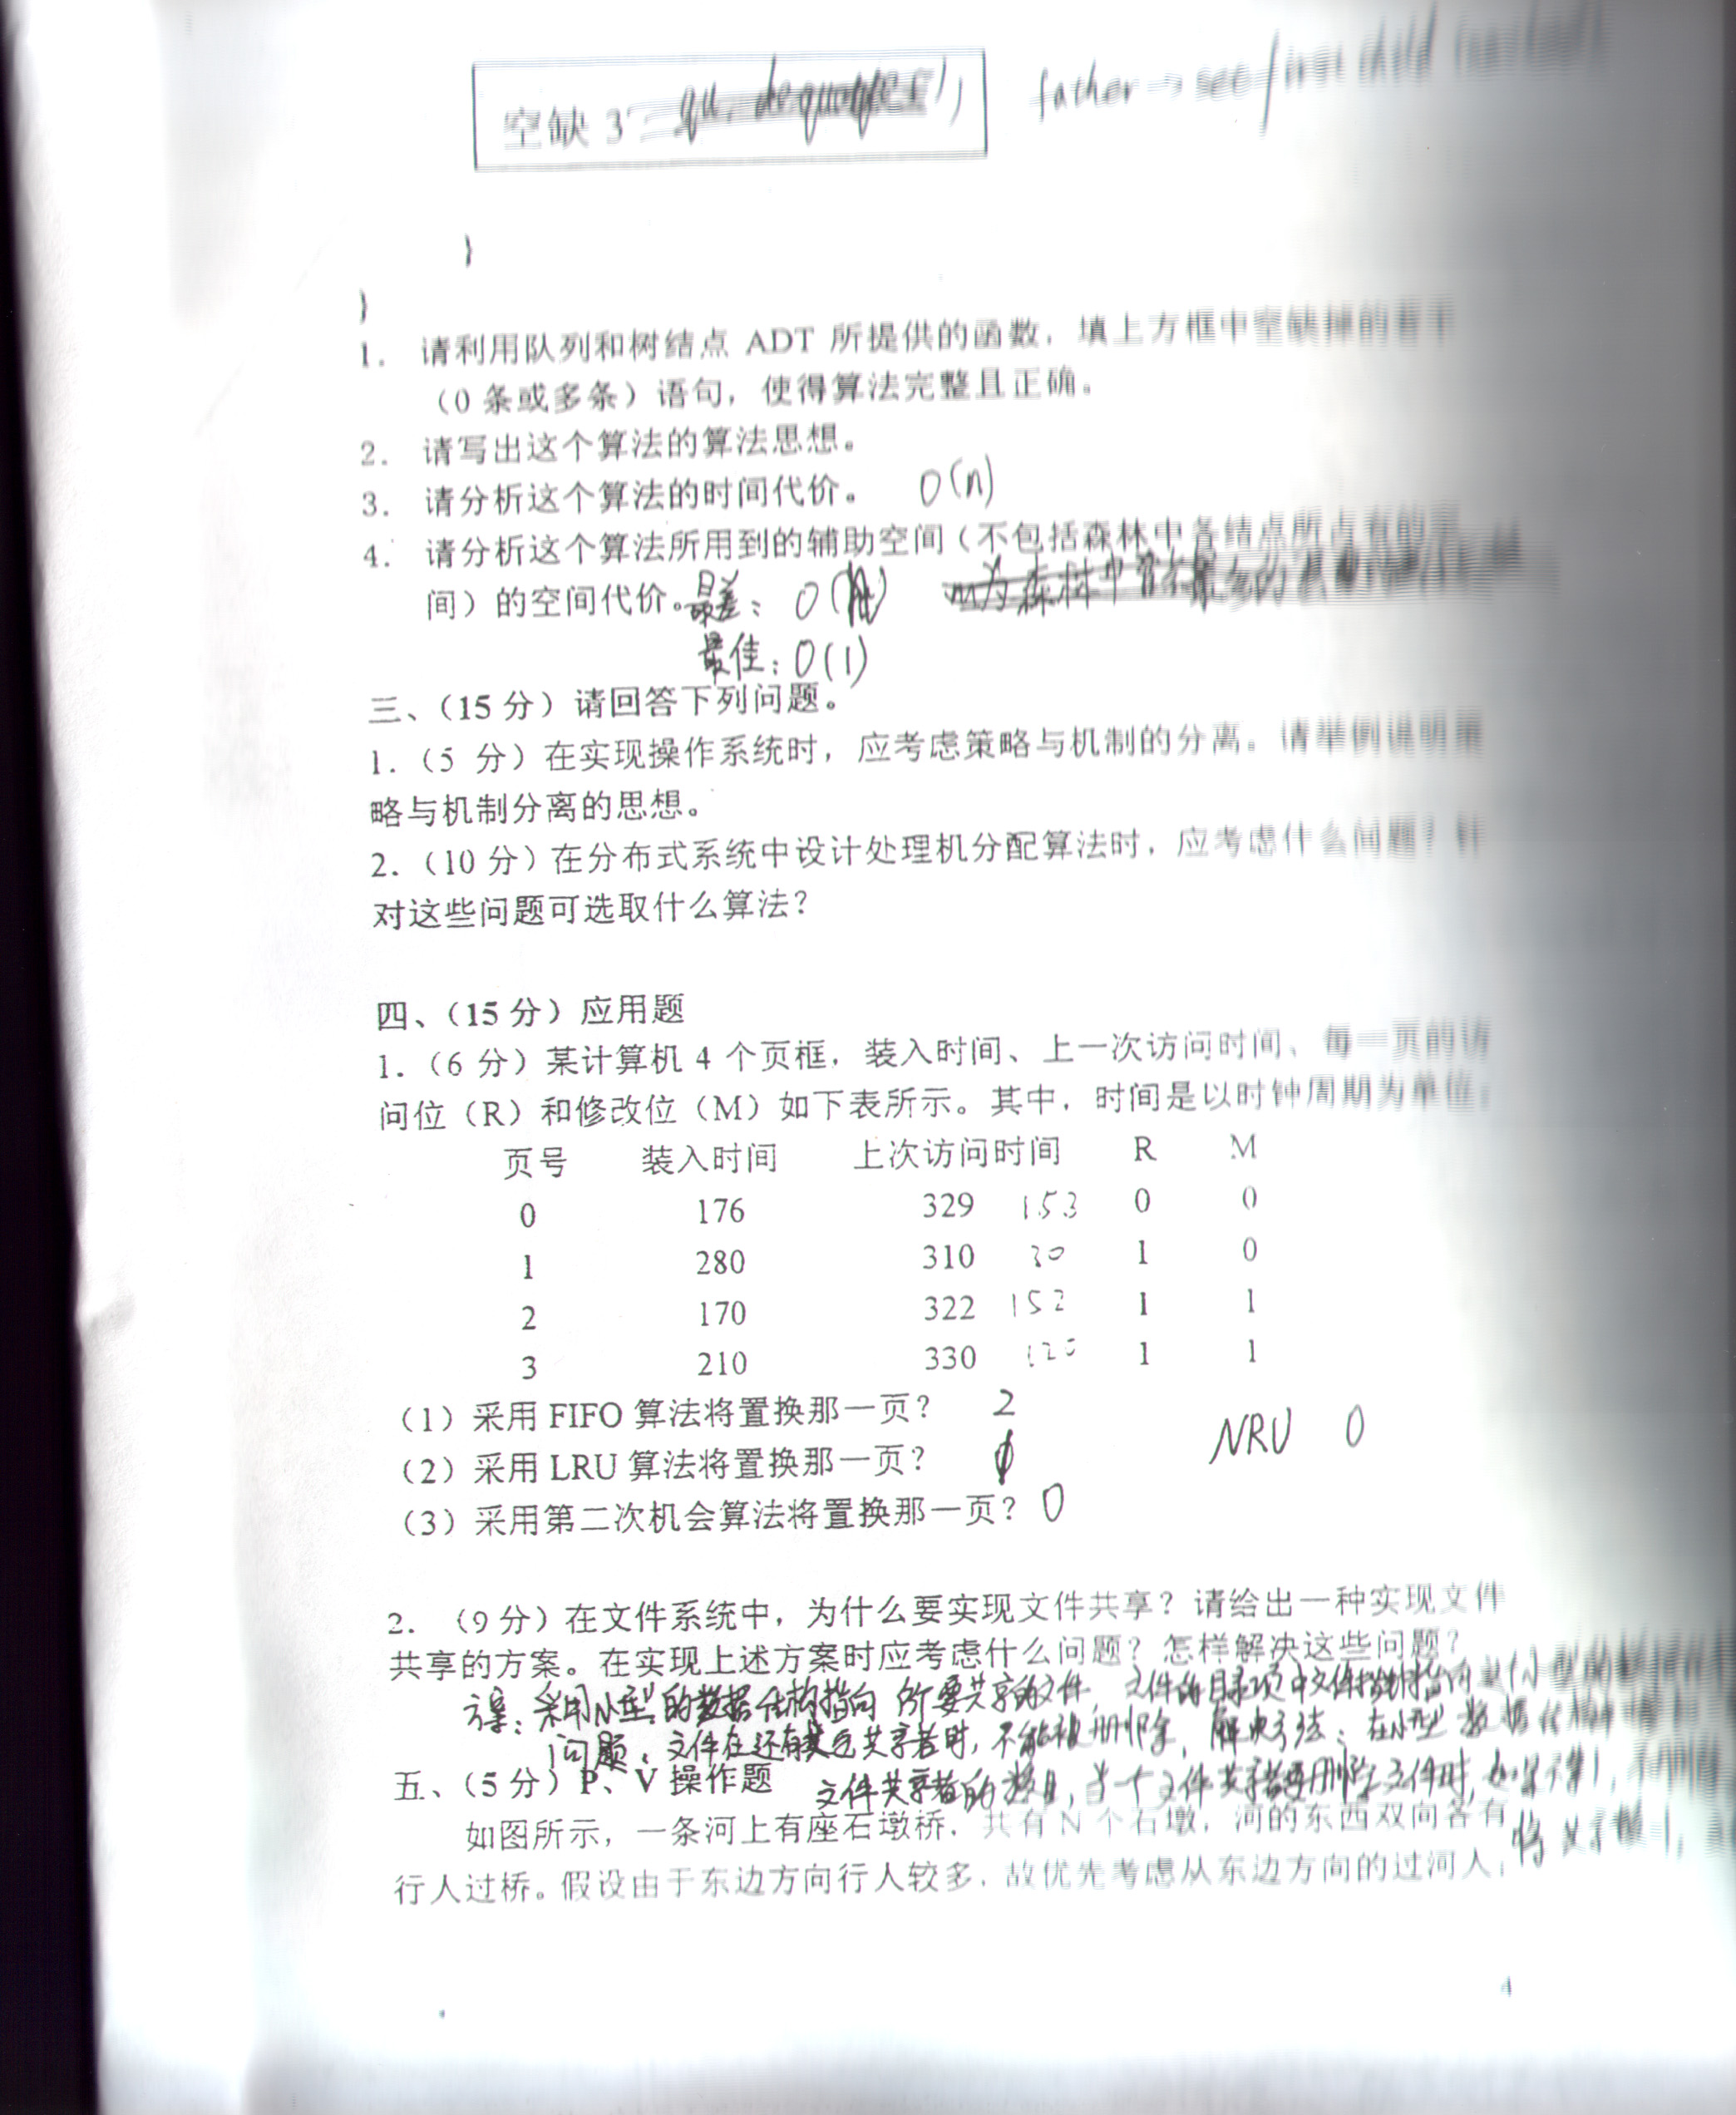 空缺 3
father → see first child
}
}
1. 请利用队列和树结点 ADT 所提供的函数，填上方框中空缺掉的若干
（0 条或多条）语句，使得算法完整且正确。
2. 请写出这个算法的算法思想。
3. 请分析这个算法的时间代价。 O(n)
4. 请分析这个算法所用到的辅助空间（不包括森林中各结点所占有的空
间）的空间代价。最差：O(n)
最佳：O(1)
三、（15 分）请回答下列问题。
1.（5 分）在实现操作系统时，应考虑策略与机制的分离。请举例说明策
略与机制分离的思想。
2.（10 分）在分布式系统中设计处理机分配算法时，应考虑什么问题？针
对这些问题可选取什么算法？
四、（15 分）应用题
1.（6 分）某计算机 4 个页框，装入时间、上一次访问时间、每一页的访
问位（R）和修改位（M）如下表所示。其中，时间是以时钟周期为单位：
页号 装入时间 上次访问时间 R M
0 176 329 153 0 0
1 280 310 30 1 0
2 170 322 152 1 1
3 210 330 120 1 1
（1）采用 FIFO 算法将置换那一页？ 2
（2）采用 LRU 算法将置换那一页？ NRU 0
（3）采用第二次机会算法将置换那一页？ 0
2. （9 分）在文件系统中，为什么要实现文件共享？请给出一种实现文件
共享的方案。在实现上述方案时应考虑什么问题？怎样解决这些问题？
方案：采用N型的数据结构指向所要共享的文件，文件的目录项中文件指针指向
问题：文件在还有其它共享者时，不能被删除，解决方法：在N型数据结构
五、（5 分）P、V 操作题
文件共享者的数目，当一个文件共享者要删除文件时，
如图所示，一条河上有座石墩桥，共有 N 个石墩，河的东西双向各有
行人过桥。假设由于东边方向行人较多，故优先考虑从东边方向的过河人；
4